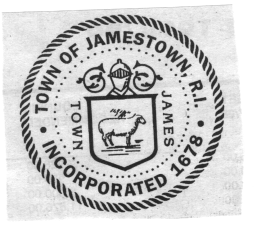 TOWN OF JAMESTOWN, R.I.
JAMES
TOWN
• INCORPORATED 1678 •